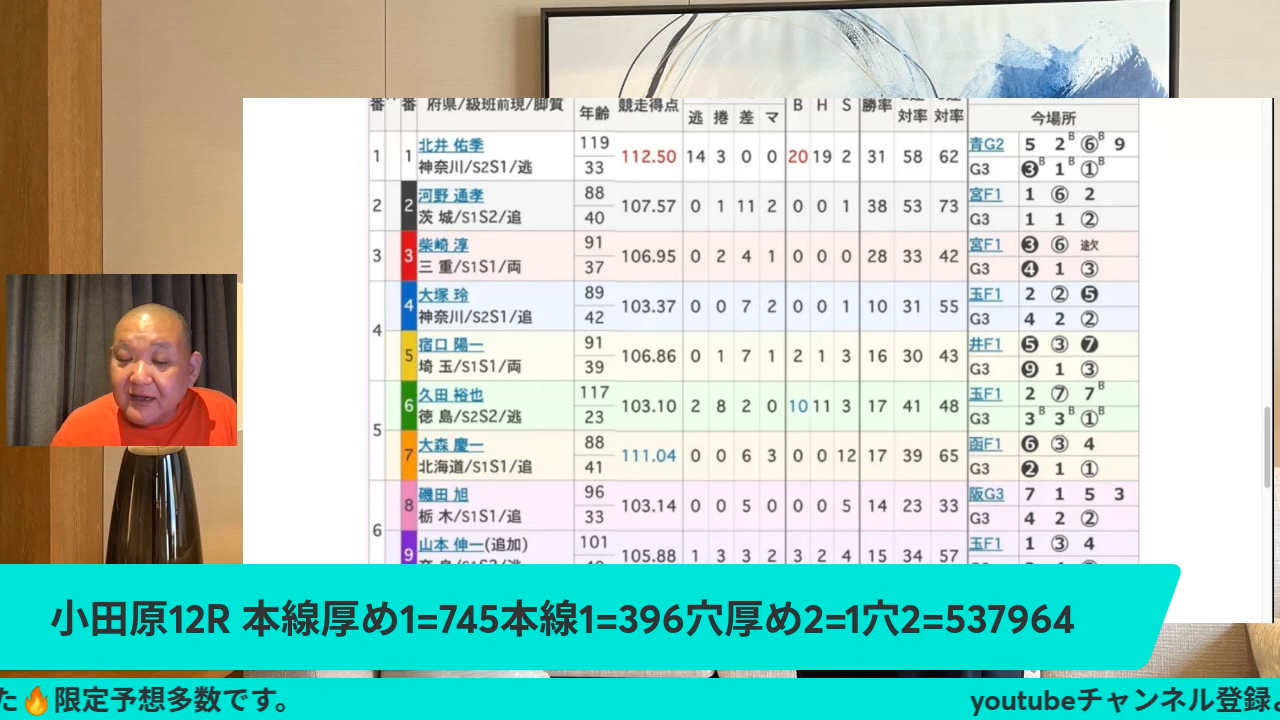 番 番 府県/級班前現/脚質 年齢 競走得点 逃 捲 差 マ B H S 勝率 対率 対率 今場所
1 1 北井 佑季 119 112.50 14 3 0 0 20 19 2 31 58 62 青G2 5 2B ⑥B 9
神奈川/S2S1/逃 33 G3 ❸B 1B ①B
2 2 河野 通孝 88 107.57 0 1 11 2 0 0 1 38 53 73 宮F1 1 ⑥ 2
茨 城/S1S2/追 40 G3 1 1 ②
3 3 柴崎 淳 91 106.95 0 2 4 1 0 0 0 28 33 42 宮F1 ❸ ⑥ 途欠
三 重/S1S1/両 37 G3 ❹ 1 ③
4 4 大塚 玲 89 103.37 0 0 7 2 0 0 1 10 31 55 玉F1 2 ② ❺
神奈川/S2S1/追 42 G3 4 2 ②
5 宿口 陽一 91 106.86 0 1 7 1 2 1 3 16 30 43 井F1 ❺ ③ ❼
埼 玉/S1S1/両 39 G3 ❾ 1 ③
5 6 久田 裕也 117 103.10 2 8 2 0 10 11 3 17 41 48 玉F1 2 ⑦ 7B
徳 島/S2S2/逃 23 G3 3B 3B ①B
7 大森 慶一 88 111.04 0 0 6 3 0 0 12 17 39 65 函F1 ❻ ③ 4
北海道/S1S1/追 41 G3 ❷ 1 ①
6 8 磯田 旭 96 103.14 0 0 5 0 0 0 5 14 23 33 阪G3 7 1 5 3
栃 木/S1S1/追 33 G3 4 2 ②
9 山本 伸一(追加) 101 105.88 1 3 3 2 3 2 4 15 34 57 玉F1 1 ③ 4
小田原12R 本線厚め1=745本線1=396穴厚め2=1穴2=537964
た🔥限定予想多数です。 youtubeチャンネル登録